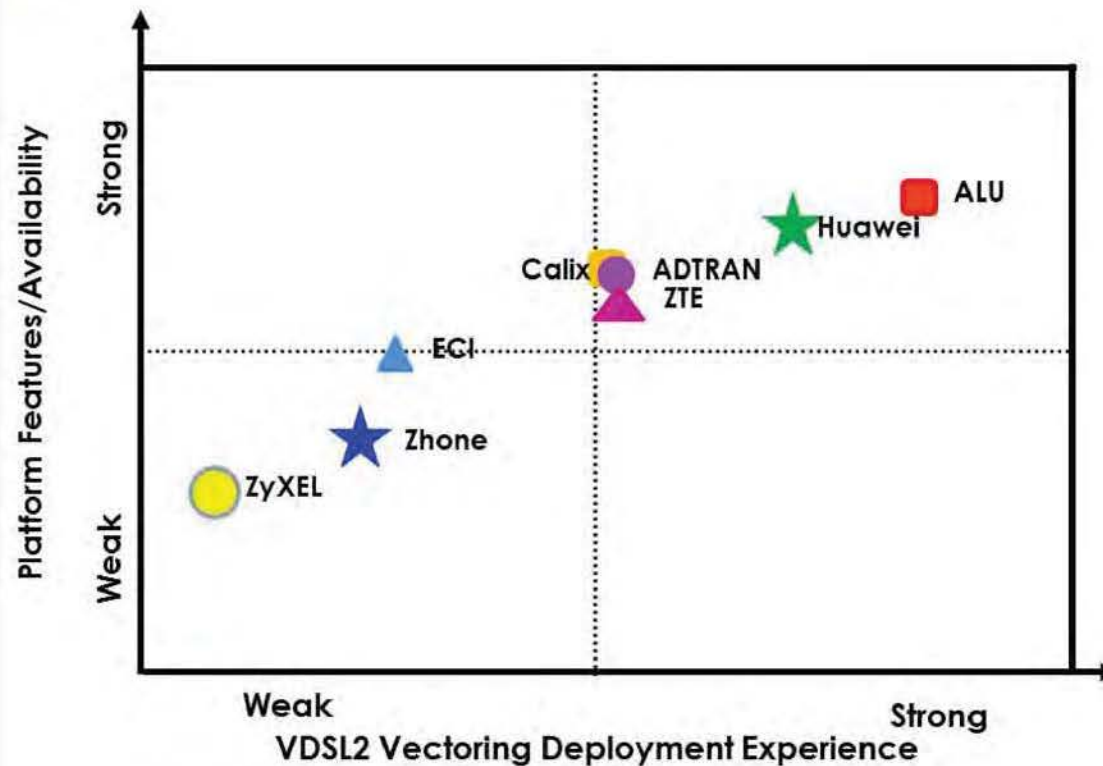 Platform Features/Availability
Strong
Weak
ALU
Huawei
Calix
ADTRAN
ZTE
ECI
Zhone
ZyXEL
Weak
Strong
VDSL2 Vectoring Deployment Experience